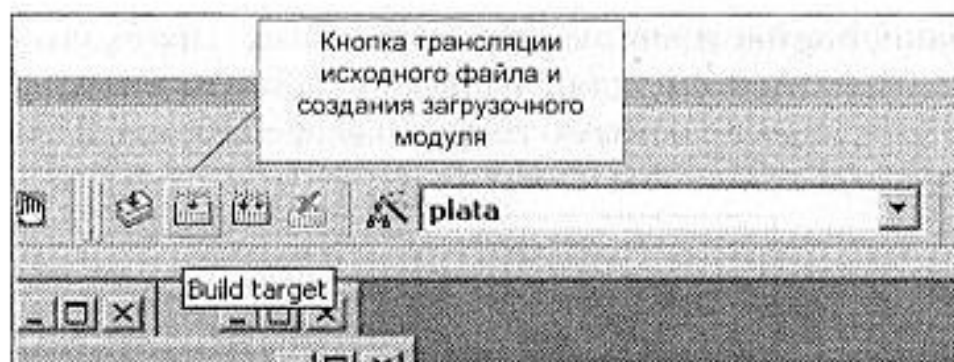 Кнопка трансляции
исходного файла и
создания загрузочного
модуля
plata
Build target